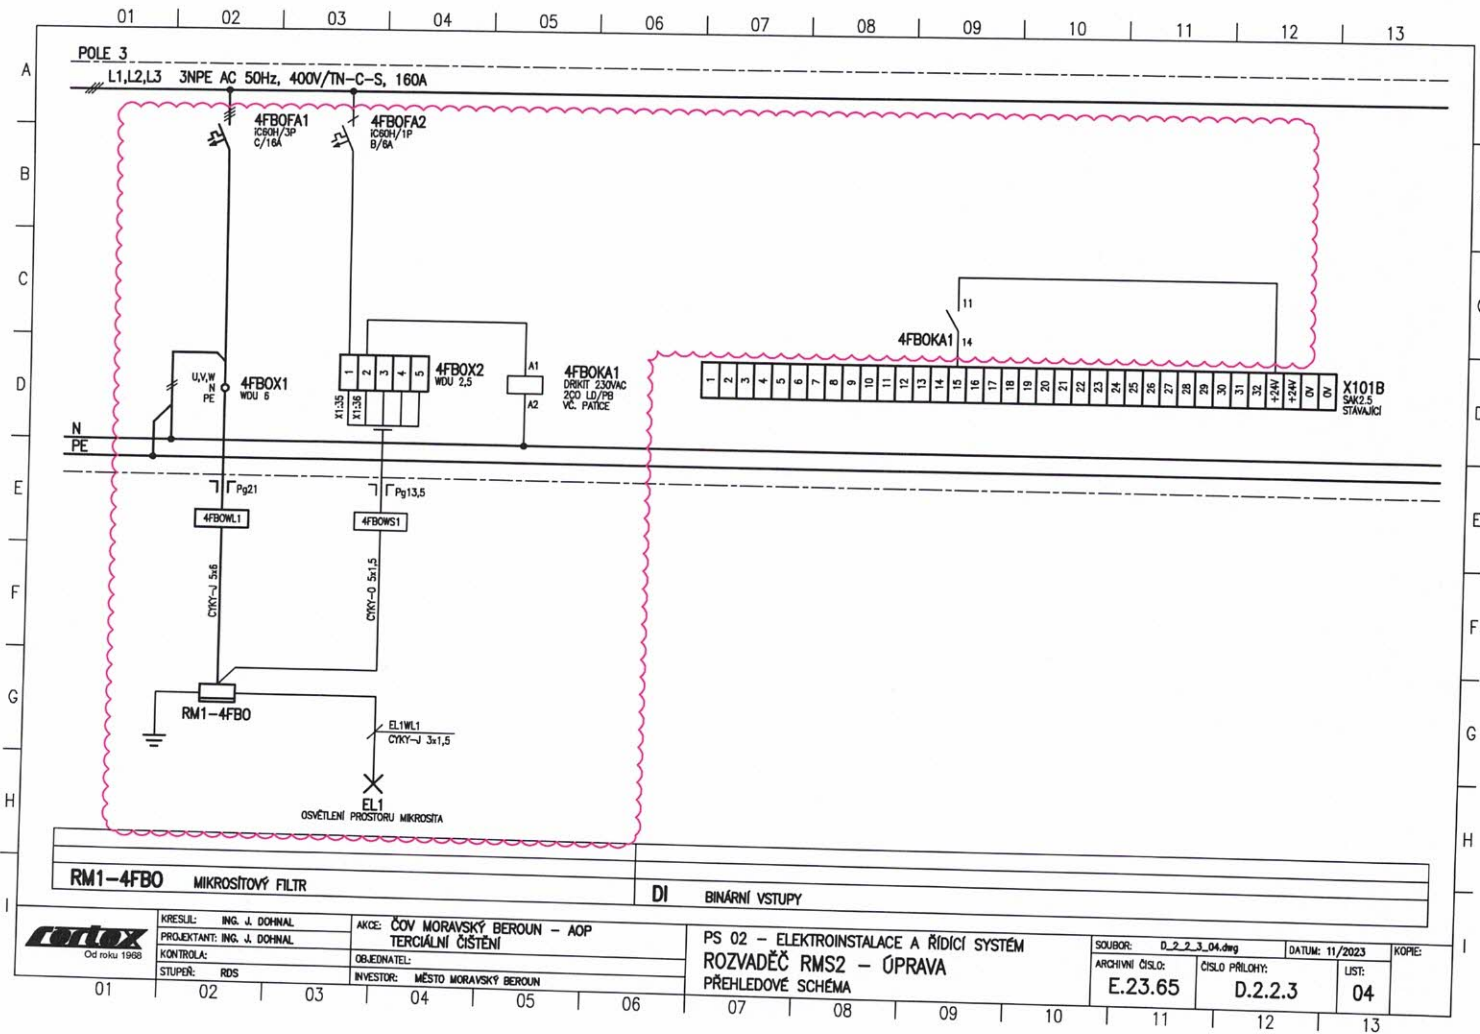 01 02 03 04 05 06 07 08 09 10 11 12 13
A
POLE 3
L1,L2,L3 3NPE AC 50Hz, 400V/TN-C-S, 160A
4FBOFA1
iC60H/3P
C/16A
4FBOFA2
iC60H/1P
B/6A
B
C
11
4FBOKA1
14
D
U,V,W
N
PE
4FBOX1
WDU 6
1 2 3 4 5
4FBOX2
WDU 2,5
X1:35 X1:36
A1
A2
4FBOKA1
DRIKIT 230VAC
2CO LD/PB
VČ. PATICE
1 2 3 4 5 6 7 8 9 10 11 12 13 14 15 16 17 18 19 20 21 22 23 24 25 26 27 28 29 30 31 32 +24V +24V 0V 0V
X101B
SAK2.5
STÁVAJÍCÍ
N
PE
E
Pg21
Pg13,5
4FBOWL1
4FBOWS1
E
F
CYKY-J 5x6
CYKY-O 5x1,5
F
G
RM1-4FBO
EL1WL1
CYKY-J 3x1,5
G
H
EL1
OSVĚTLENÍ PROSTORU MIKROSÍTA
H
RM1-4FBO MIKROSÍTOVÝ FILTR
DI BINÁRNÍ VSTUPY
I
fortex
Od roku 1968
KRESLIL: ING. J. DOHNAL
PROJEKTANT: ING. J. DOHNAL
KONTROLA:
STUPEŇ: RDS
AKCE: ČOV MORAVSKÝ BEROUN - AOP
TERCIÁLNÍ ČIŠTĚNÍ
OBJEDNATEL:
INVESTOR: MĚSTO MORAVSKÝ BEROUN
PS 02 - ELEKTROINSTALACE A ŘÍDICÍ SYSTÉM
ROZVADĚČ RMS2 - ÚPRAVA
PŘEHLEDOVÉ SCHÉMA
SOUBOR: D_2_2_3_04.dwg
DATUM: 11/2023
KOPIE:
ARCHIVNÍ ČÍSLO:
E.23.65
ČÍSLO PŘÍLOHY:
D.2.2.3
LIST:
04
I
01 02 03 04 05 06 07 08 09 10 11 12 13